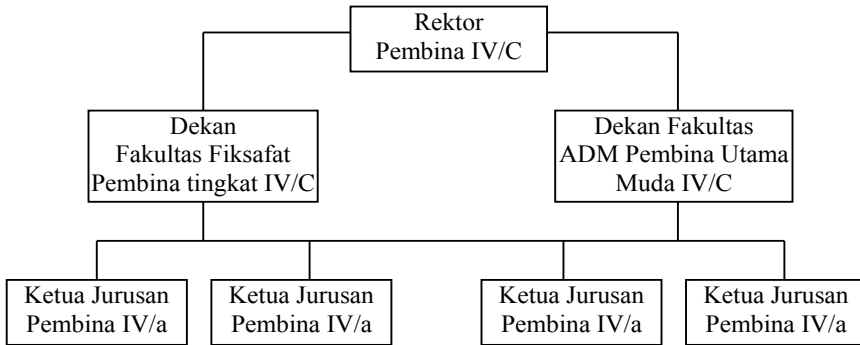 Rektor
Pembina IV/C
Dekan
Fakultas Fiksafat
Pembina tingkat IV/C
Dekan Fakultas
ADM Pembina Utama
Muda IV/C
Ketua Jurusan
Pembina IV/a
Ketua Jurusan
Pembina IV/a
Ketua Jurusan
Pembina IV/a
Ketua Jurusan
Pembina IV/a